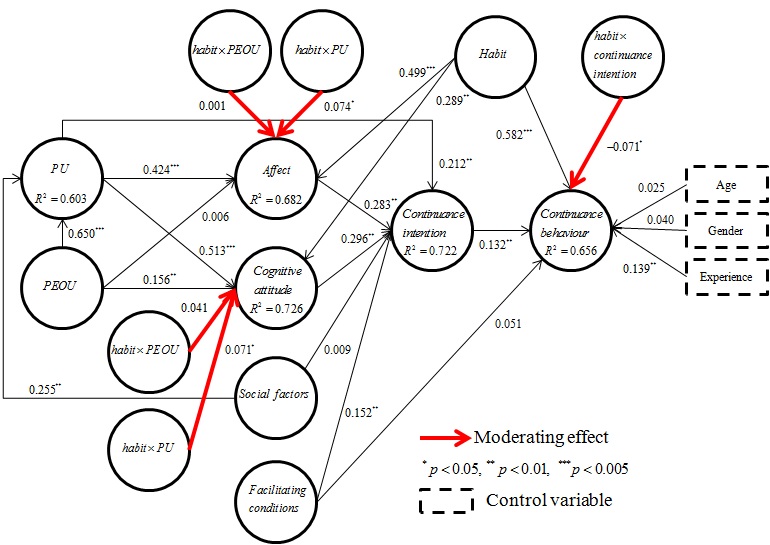 habit×PEOU
habit×PU
Habit
habit×
continuance
intention
0.499***
0.289**
0.001
0.074*
0.582***
−0.071*
PU
R² = 0.603
0.424***
Affect
R² = 0.682
0.212**
0.025
Age
0.283**
0.006
0.650***
0.513***
0.296**
Continuance
intention
R² = 0.722
0.132**
Continuance
behaviour
R² = 0.656
0.040
Gender
PEOU
0.156**
Cognitive
attitude
R² = 0.726
0.139**
Experience
0.041
habit×PEOU
0.071*
0.009
0.051
0.255**
Social factors
0.152**
habit×PU
Moderating effect
* p < 0.05, ** p < 0.01, *** p < 0.005
Facilitating
conditions
Control variable